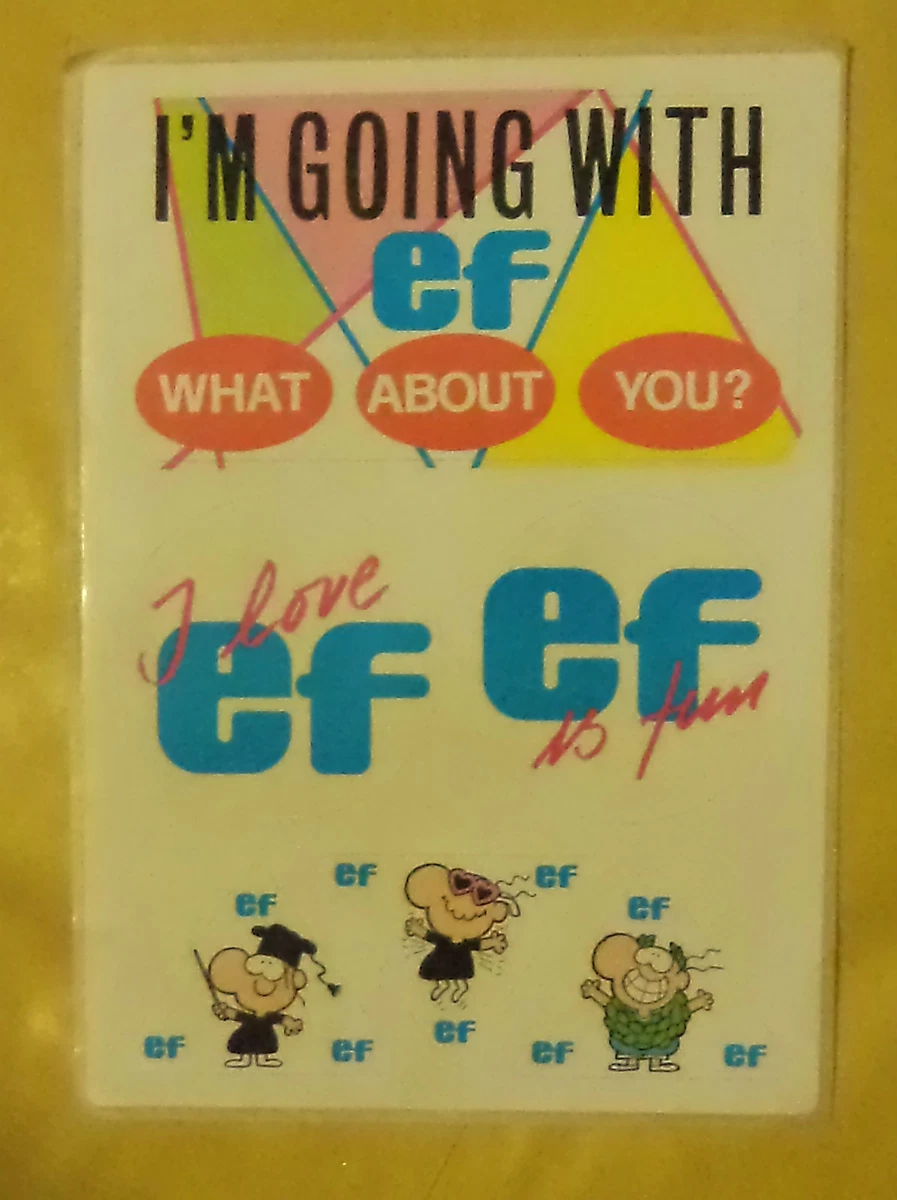 I'M GOING WITH
ef
WHAT ABOUT YOU?
I love
ef
ef
is fun
ef
ef
ef
ef
ef
ef
ef
ef
ef